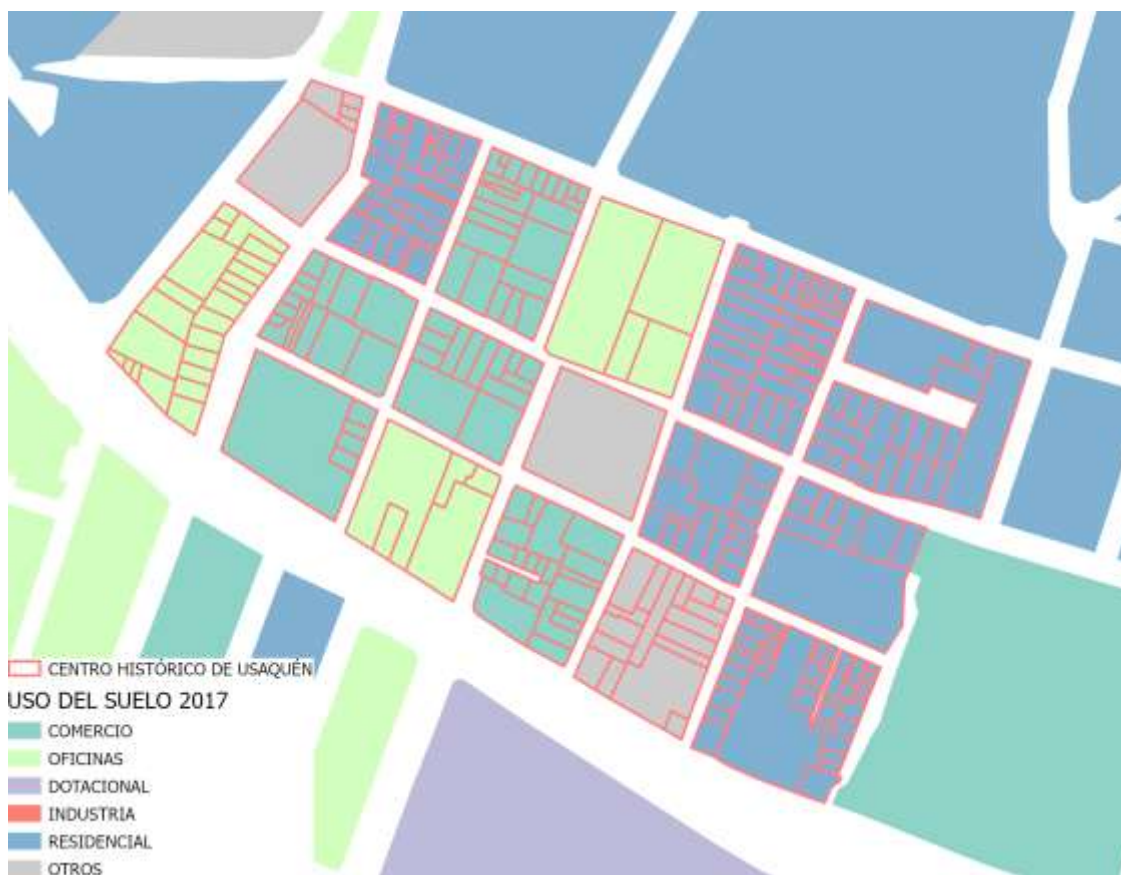 CENTRO HISTÓRICO DE USAQUÉN
USO DEL SUELO 2017
COMERCIO
OFICINAS
DOTACIONAL
INDUSTRIA
RESIDENCIAL
OTROS